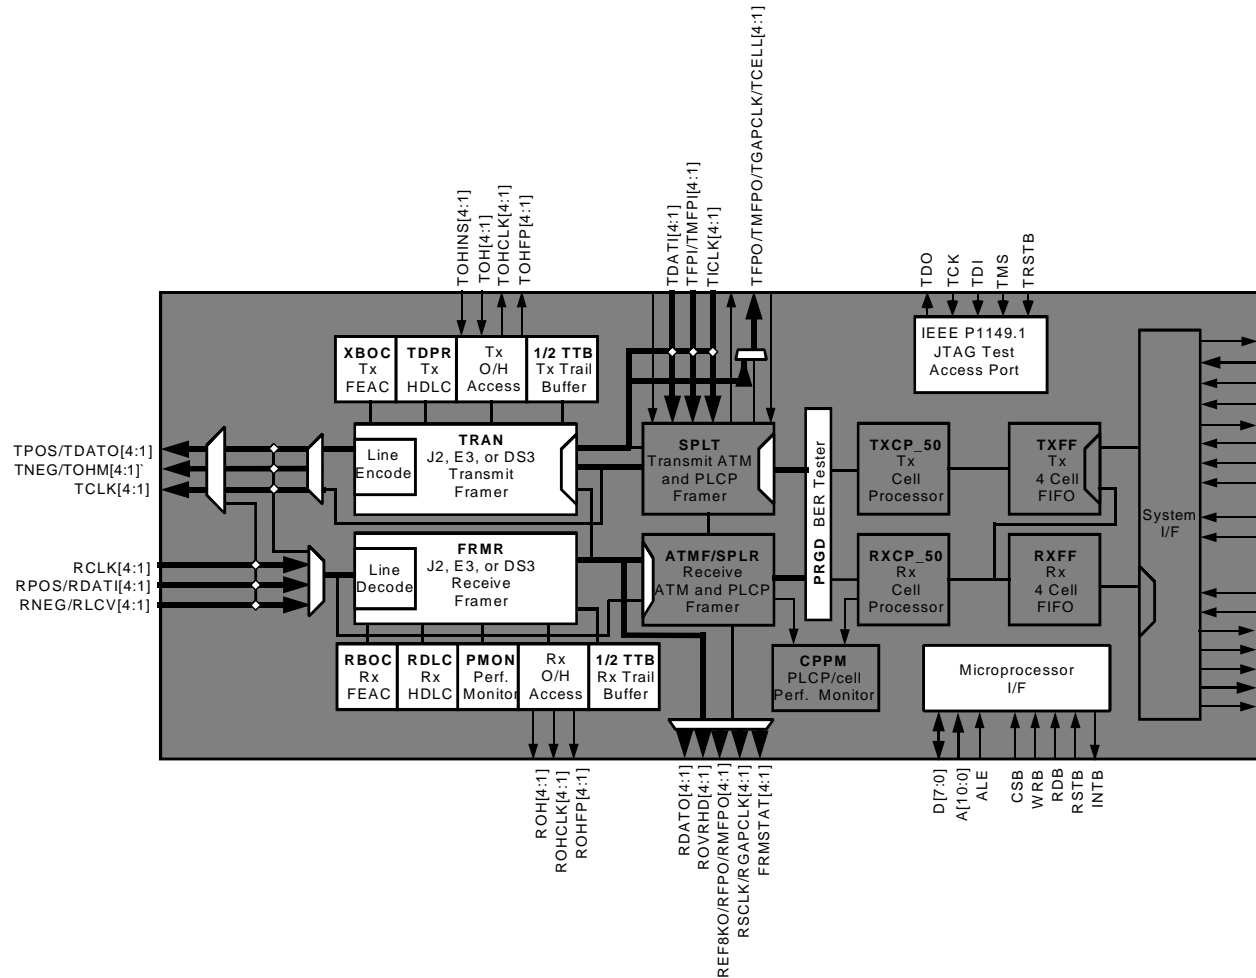 TOHINS[4:1]
TOH[4:1]
TOHCLK[4:1]
TOHFP[4:1]
TDATI[4:1]
TFPI/TMFPI[4:1]
TICLK[4:1]
TFPO/TMFPO/TGAPCLK/TCELL[4:1]
TDO
TCK
TDI
TMS
TRSTB
IEEE P1149.1
JTAG Test
Access Port
XBOC
Tx
FEAC
TDPR
Tx
HDLC
Tx
O/H
Access
1/2 TTB
Tx Trail
Buffer
TPOS/TDATO[4:1]
TNEG/TOHM[4:1]`
TCLK[4:1]
Line
Encode
TRAN
J2, E3, or DS3
Transmit
Framer
SPLT
Transmit ATM
and PLCP
Framer
PRGD BER Tester
TXCP_50
Tx
Cell
Processor
TXFF
Tx
4 Cell
FIFO
System
I/F
RCLK[4:1]
RPOS/RDATI[4:1]
RNEG/RLCV[4:1]
Line
Decode
FRMR
J2, E3, or DS3
Receive
Framer
ATMF/SPLR
Receive
ATM and PLCP
Framer
RXCP_50
Rx
Cell
Processor
RXFF
Rx
4 Cell
FIFO
RBOC
Rx
FEAC
RDLC
Rx
HDLC
PMON
Perf.
Monitor
Rx
O/H
Access
1/2 TTB
Rx Trail
Buffer
CPPM
PLCP/cell
Perf. Monitor
Microprocessor
I/F
ROH[4:1]
ROHCLK[4:1]
ROHFP[4:1]
RDATO[4:1]
ROVRHD[4:1]
REF8KO/RFPO/RMFPO[4:1]
RSCLK/RGAPCLK[4:1]
FRMSTAT[4:1]
D[7:0]
A[10:0]
ALE
CSB
WRB
RDB
RSTB
INTB